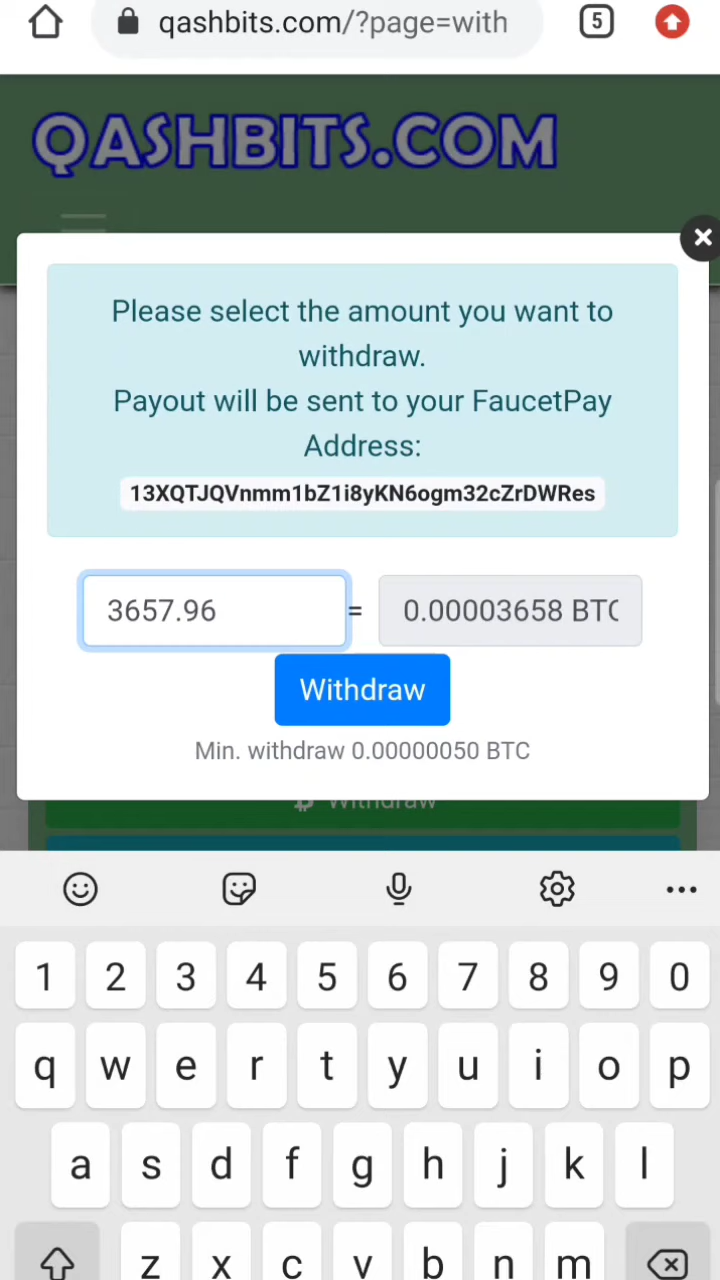 qashbits.com/?page=with
5
QASHBITS.COM
Please select the amount you want to
withdraw.
Payout will be sent to your FaucetPay
Address:
13XQTJQVnmm1bZ1i8yKN6ogm32cZrDWRes
3657.96 = 0.00003658 BTC
Withdraw
Min. withdraw 0.00000050 BTC
Withdraw
1 2 3 4 5 6 7 8 9 0
q w e r t y u i o p
a s d f g h j k l
z x c v b n m